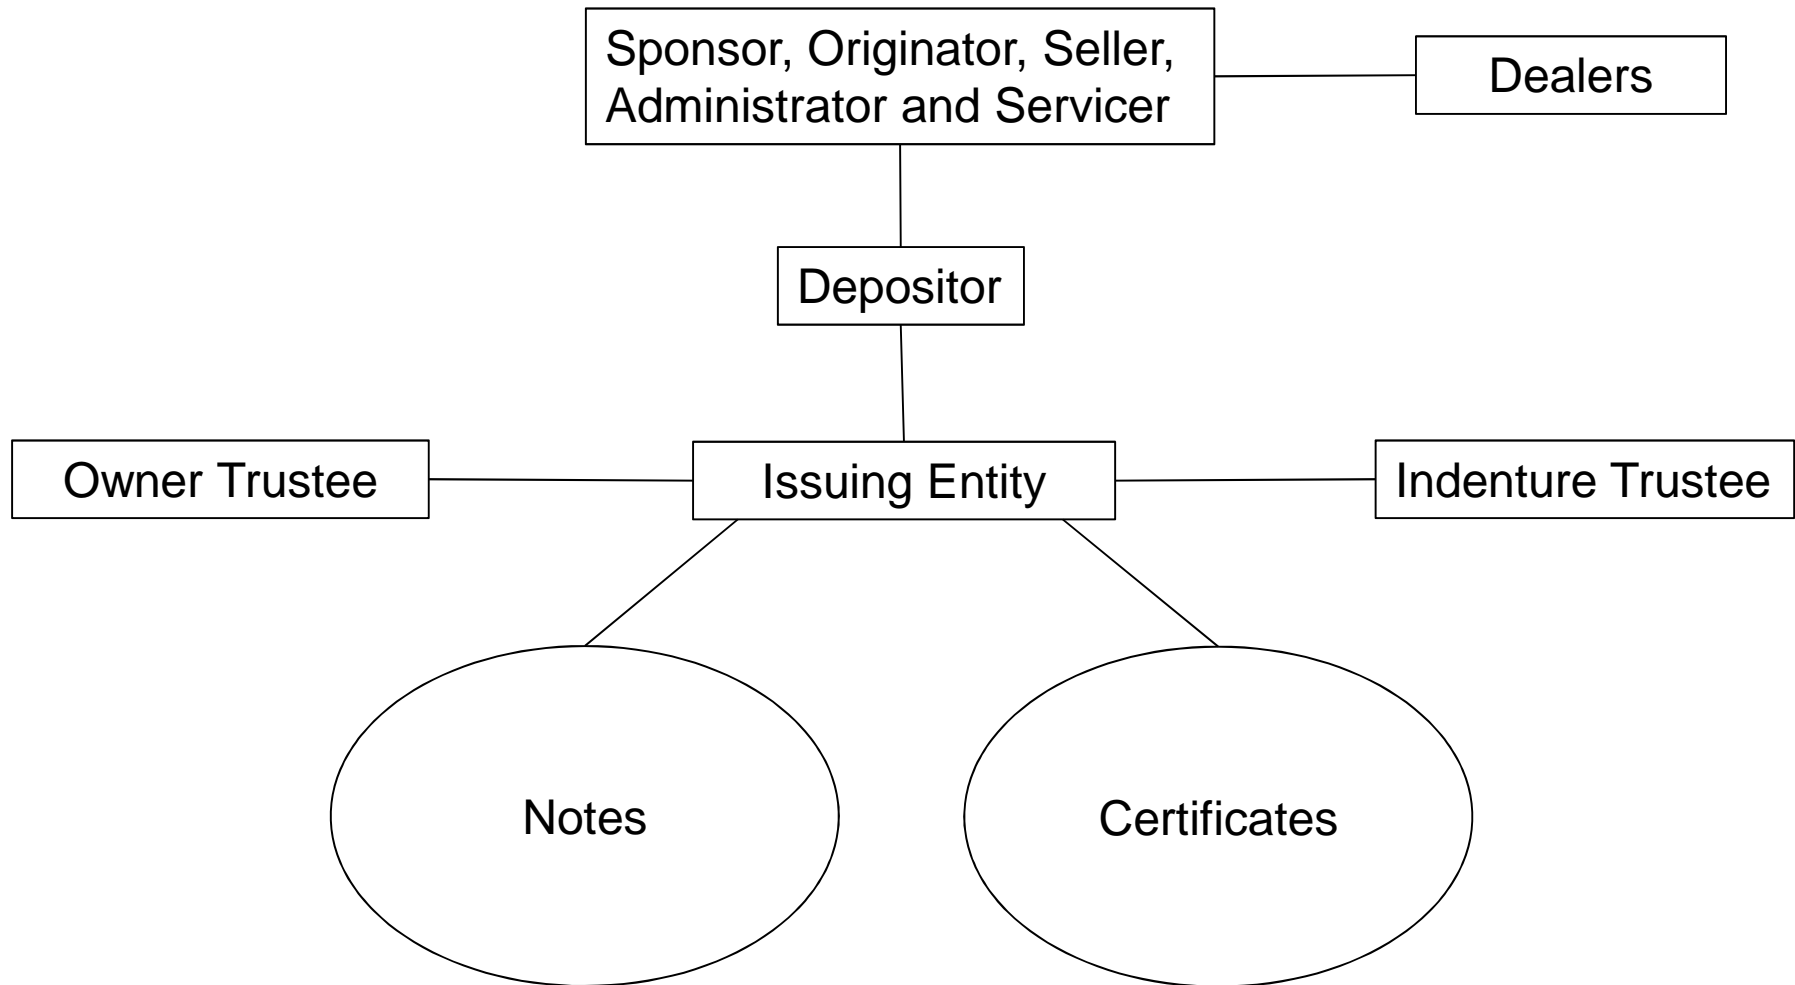 Sponsor, Originator, Seller,
Administrator and Servicer
Dealers
Depositor
Owner Trustee
Issuing Entity
Indenture Trustee
Notes
Certificates